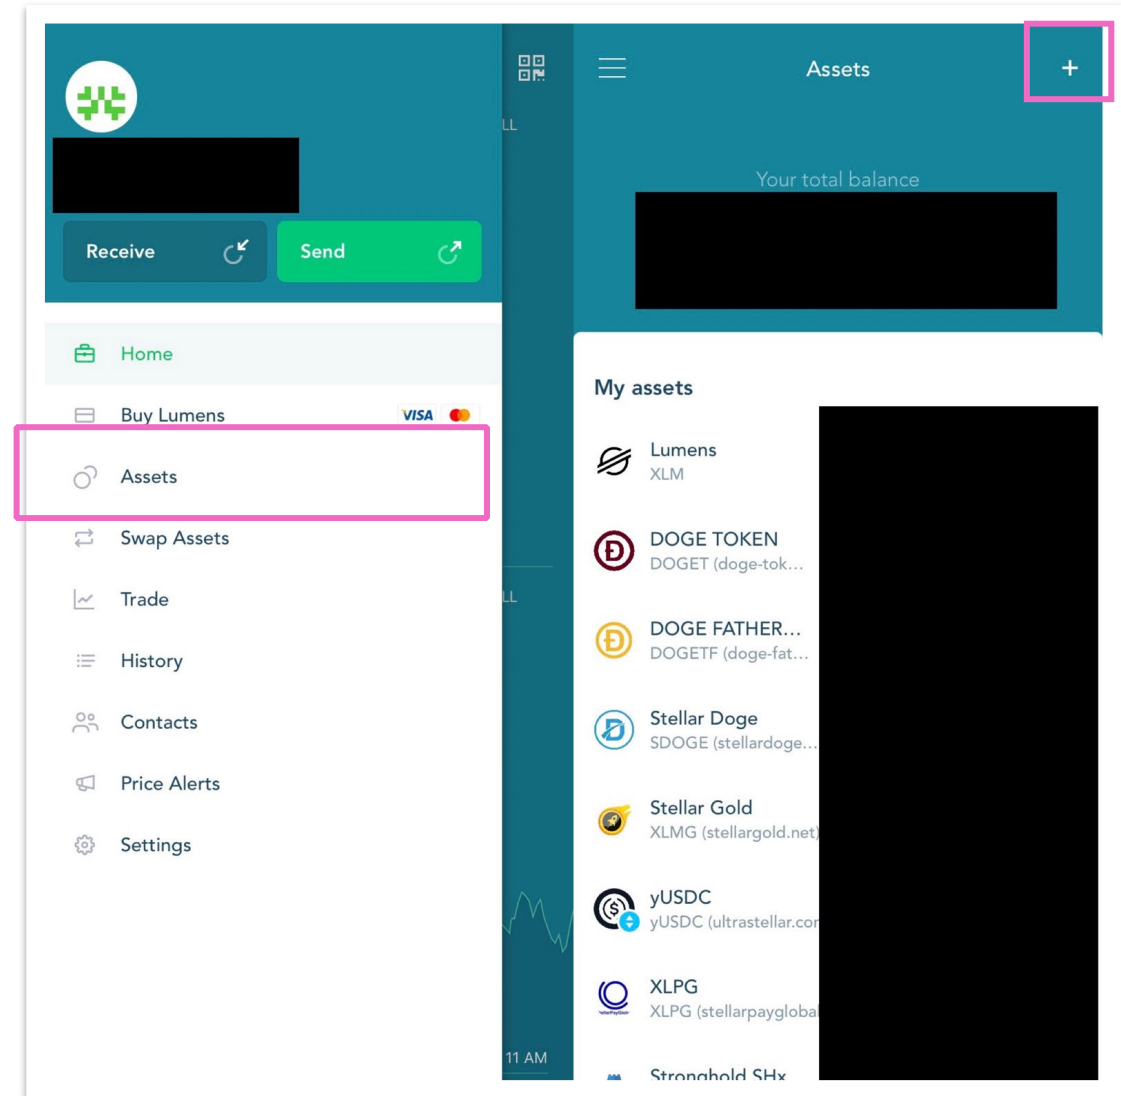 LL
Receive
Send
Home
Buy Lumens
VISA
Assets
Swap Assets
Trade
LL
History
Contacts
Price Alerts
Settings
11 AM
Assets
+
Your total balance
My assets
Lumens
XLM
DOGE TOKEN
DOGET (doge-tok...
DOGE FATHER...
DOGETF (doge-fat...
Stellar Doge
SDOGE (stellardoge...
Stellar Gold
XLMG (stellargold.net)
yUSDC
yUSDC (ultrastellar.cor
XLPG
XLPG (stellarpayglobal
Stronghold SHx